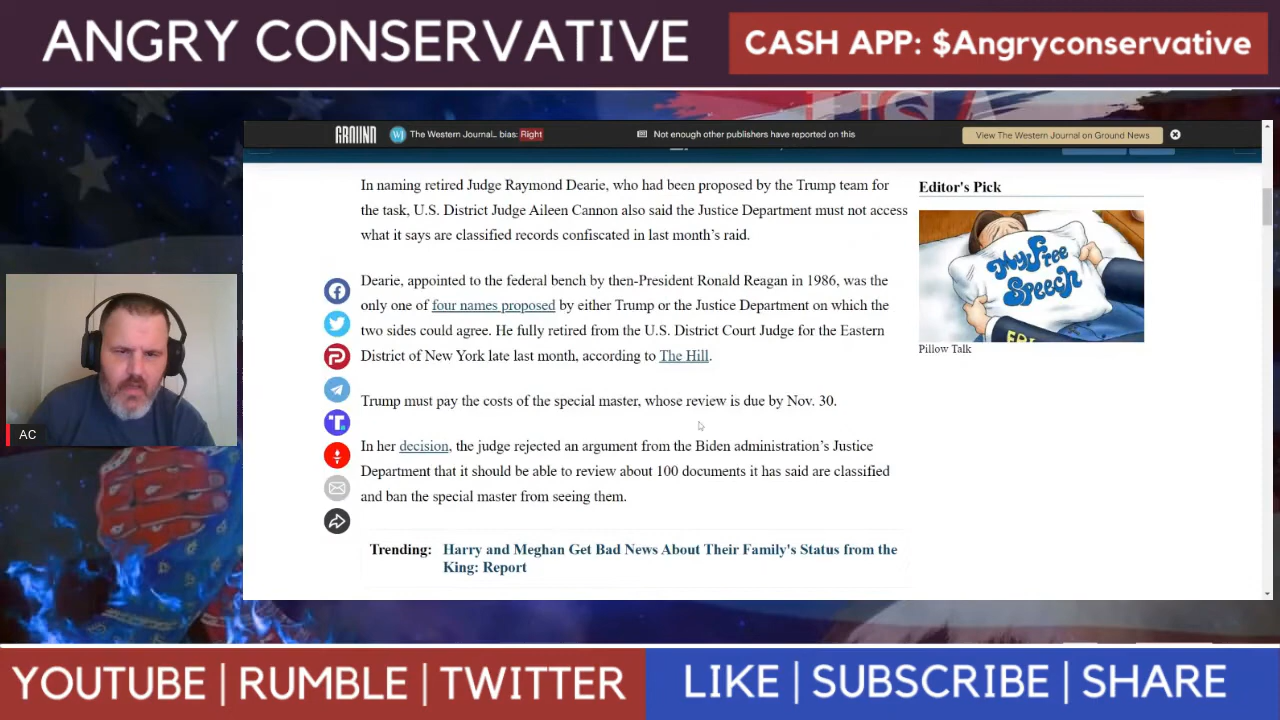 ANGRY CONSERVATIVE
CASH APP: $Angryconservative
USA
GROUND
WJ
The Western Journal... bias: Right
Not enough other publishers have reported on this
View The Western Journal on Ground News
In naming retired Judge Raymond Dearie, who had been proposed by the Trump team for
the task, U.S. District Judge Aileen Cannon also said the Justice Department must not access
what it says are classified records confiscated in last month's raid.
Dearie, appointed to the federal bench by then-President Ronald Reagan in 1986, was the
only one of four names proposed by either Trump or the Justice Department on which the
two sides could agree. He fully retired from the U.S. District Court Judge for the Eastern
District of New York late last month, according to The Hill.
Trump must pay the costs of the special master, whose review is due by Nov. 30.
In her decision, the judge rejected an argument from the Biden administration's Justice
Department that it should be able to review about 100 documents it has said are classified
and ban the special master from seeing them.
Trending: Harry and Meghan Get Bad News About Their Family's Status from the
King: Report
Editor's Pick
My Free
Speech
Pillow Talk
AC
YOUTUBE | RUMBLE | TWITTER
LIKE | SUBSCRIBE | SHARE